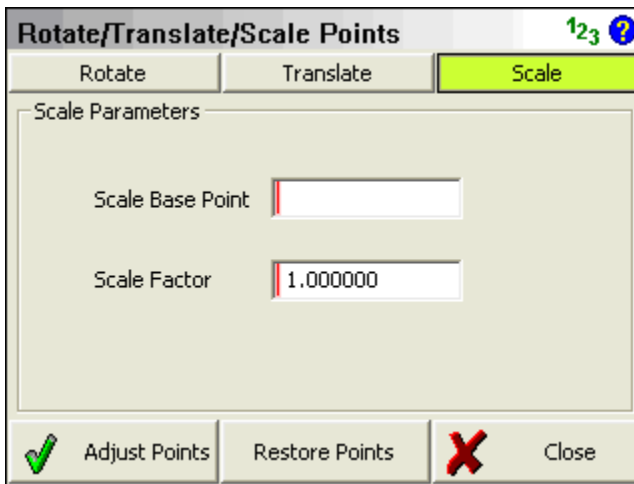 Rotate/Translate/Scale Points 123 ?
Rotate Translate Scale
Scale Parameters
Scale Base Point
Scale Factor 1.000000
Adjust Points Restore Points Close